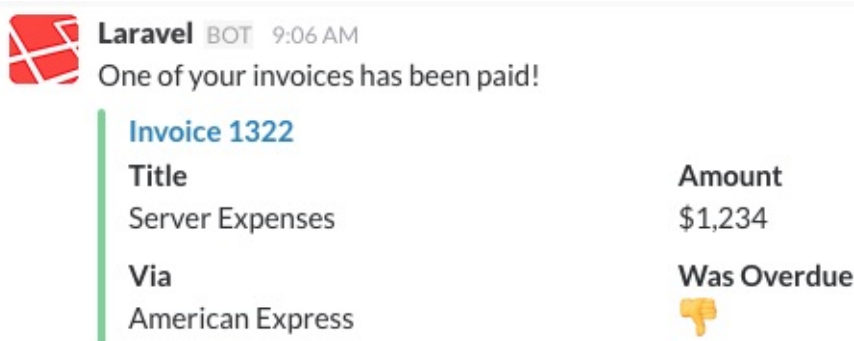 Laravel BOT 9:06 AM
One of your invoices has been paid!
Invoice 1322
Title Amount
Server Expenses $1,234
Via Was Overdue
American Express 👎